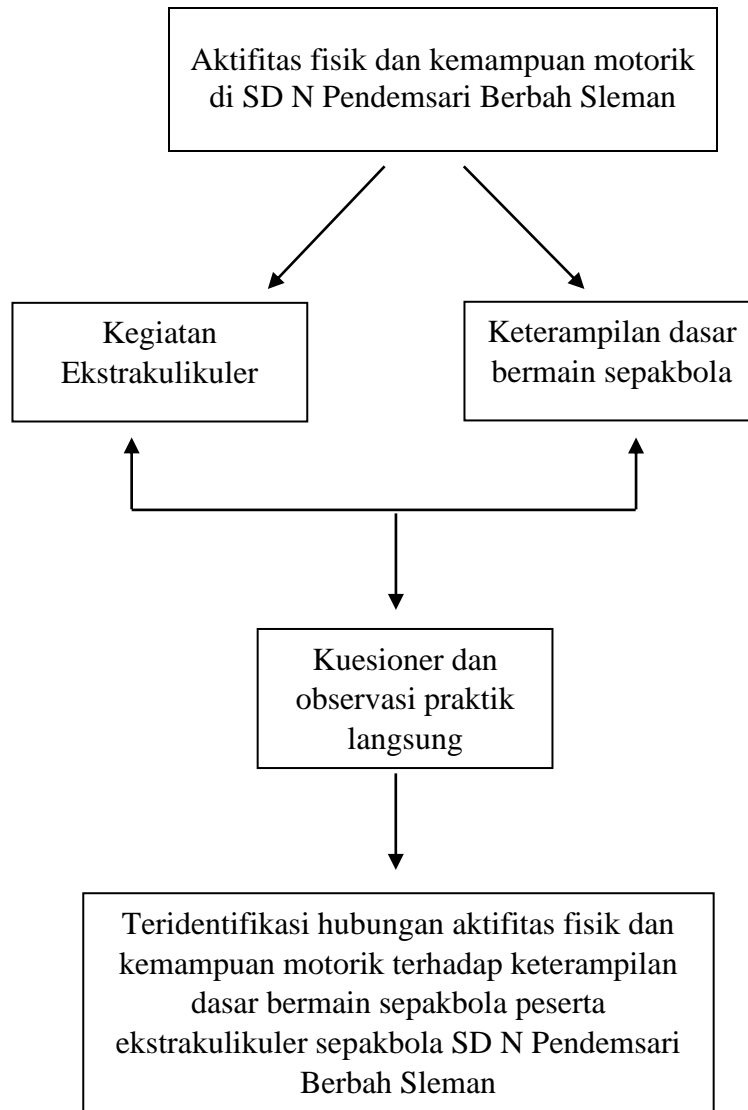 Aktifitas fisik dan kemampuan motorik
di SD N Pendemsari Berbah Sleman
Kegiatan
Ekstrakulikuler
Keterampilan dasar
bermain sepakbola
Kuesioner dan
observasi praktik
langsung
Teridentifikasi hubungan aktifitas fisik dan
kemampuan motorik terhadap keterampilan
dasar bermain sepakbola peserta
ekstrakulikuler sepakbola SD N Pendemsari
Berbah Sleman